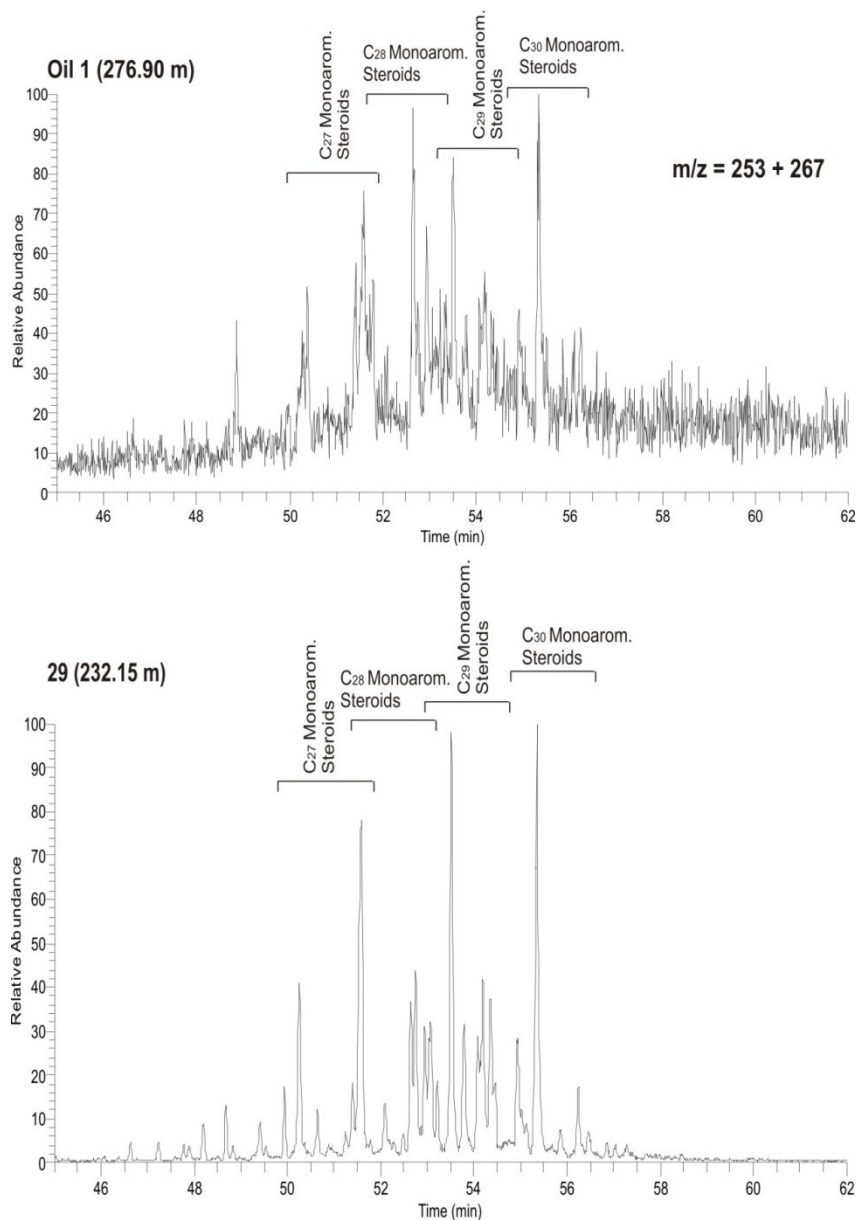 Oil 1 (276.90 m)
C27 Monoarom.
Steroids
C28 Monoarom.
Steroids
C29 Monoarom.
Steroids
C30 Monoarom.
Steroids
m/z = 253 + 267
Relative Abundance
100
90
80
70
60
50
40
30
20
10
0
46
48
50
52
54
56
58
60
62
Time (min)
29 (232.15 m)
C27 Monoarom.
Steroids
C28 Monoarom.
Steroids
C29 Monoarom.
Steroids
C30 Monoarom.
Steroids
Relative Abundance
100
90
80
70
60
50
40
30
20
10
0
46
48
50
52
54
56
58
60
62
Time (min)